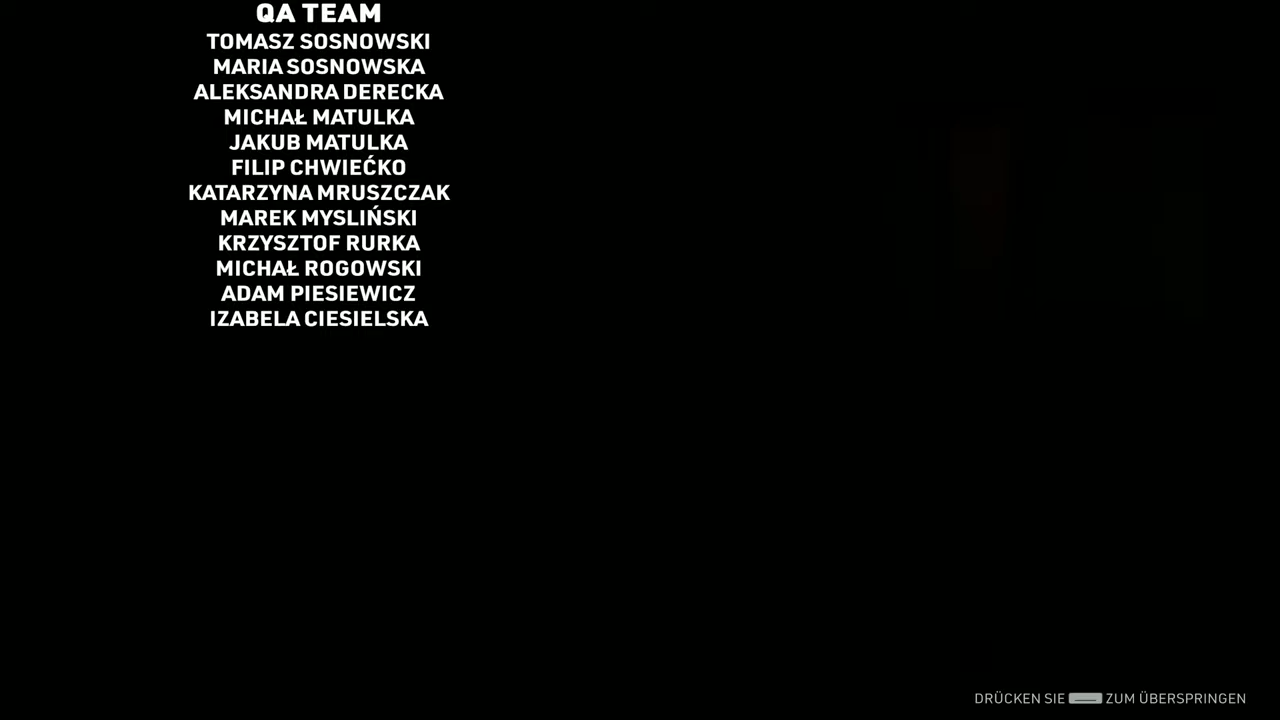 QA TEAM
TOMASZ SOSNOWSKI
MARIA SOSNOWSKA
ALEKSANDRA DERECKA
MICHAŁ MATULKA
JAKUB MATULKA
FILIP CHWIEĆKO
KATARZYNA MRUSZCZAK
MAREK MYSLIŃSKI
KRZYSZTOF RURKA
MICHAŁ ROGOWSKI
ADAM PIESIEWICZ
IZABELA CIESIELSKA
DRÜCKEN SIE ZUM ÜBERSPRINGEN